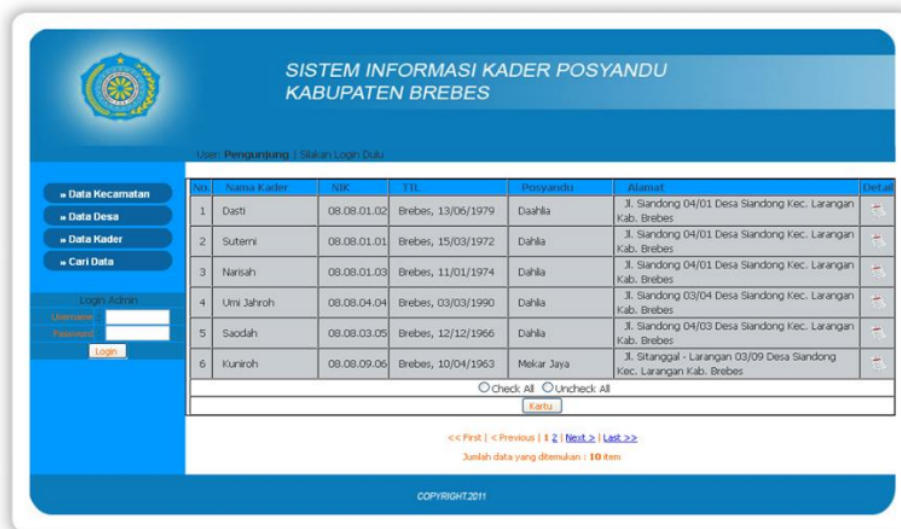 SISTEM INFORMASI KADER POSYANDU
KABUPATEN BREBES
User: Pengunjung | Silakan Login Dulu
» Data Kecamatan
» Data Desa
» Data Kader
» Cari Data
Login Admin
Username
Password
Login
No. Nama Kader NIK TTL Posyandu Alamat Detail
1 Dasti 08.08.01.02 Brebes, 13/06/1979 Daahlia Jl. Siandong 04/01 Desa Siandong Kec. Larangan
Kab. Brebes
2 Suterni 08.08.01.01 Brebes, 15/03/1972 Dahlia Jl. Siandong 04/01 Desa Siandong Kec. Larangan
Kab. Brebes
3 Narisah 08.08.01.03 Brebes, 11/01/1974 Dahlia Jl. Siandong 04/01 Desa Siandong Kec. Larangan
Kab. Brebes
4 Umi Jahroh 08.08.04.04 Brebes, 03/03/1990 Dahlia Jl. Siandong 03/04 Desa Siandong Kec. Larangan
Kab. Brebes
5 Saodah 08.08.03.05 Brebes, 12/12/1966 Dahlia Jl. Siandong 04/03 Desa Siandong Kec. Larangan
Kab. Brebes
6 Kuniroh 08.08.09.06 Brebes, 10/04/1963 Mekar Jaya Jl. Sitanggal - Larangan 03/09 Desa Siandong
Kec. Larangan Kab. Brebes
Check All Uncheck All
Kartu
<< First | < Previous | 1 2 | Next > | Last >>
Jumlah data yang ditemukan : 10 item
COPYRIGHT.2011